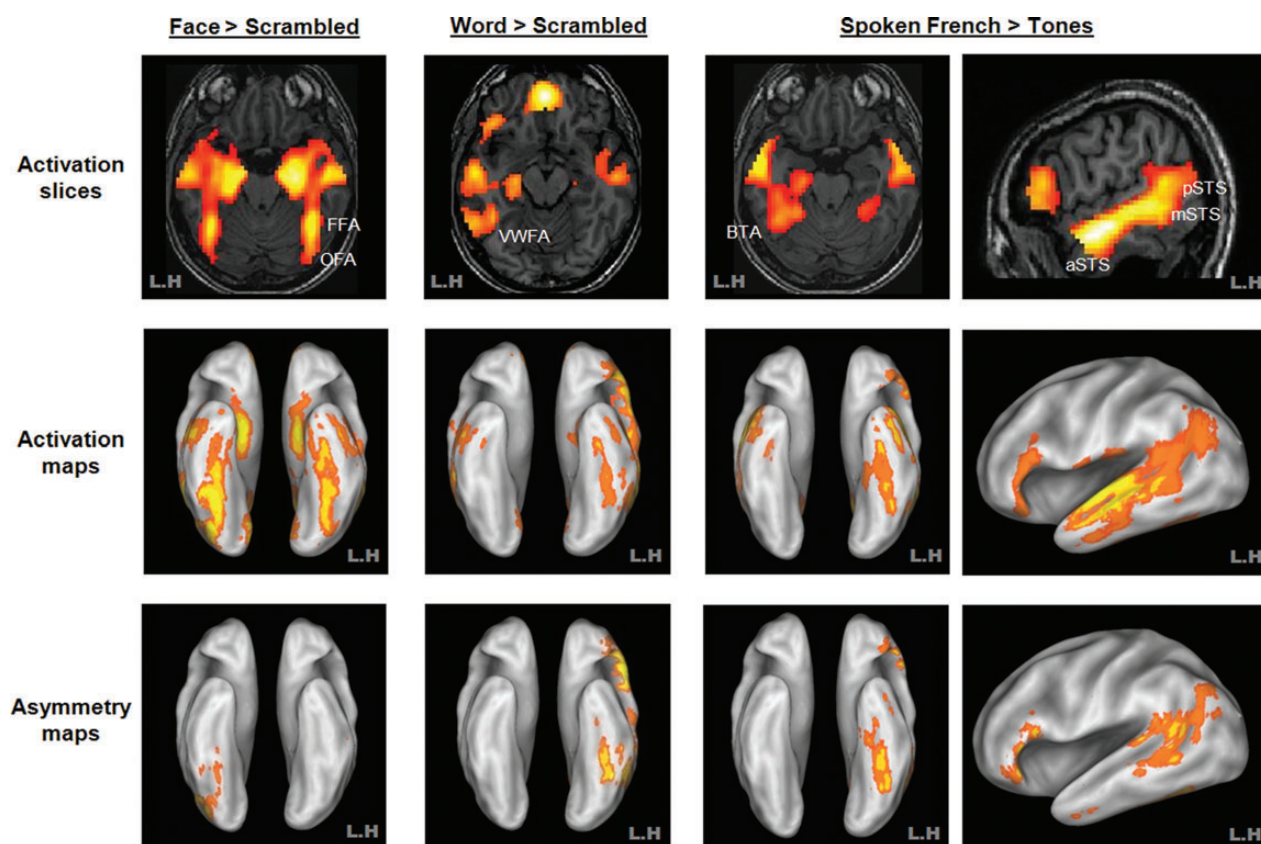 Face > Scrambled
Word > Scrambled
Spoken French > Tones
Activation
slices
FFA
OFA
L.H
VWFA
L.H
BTA
L.H
pSTS
mSTS
aSTS
L.H
Activation
maps
L.H
L.H
L.H
L.H
Asymmetry
maps
L.H
L.H
L.H
L.H